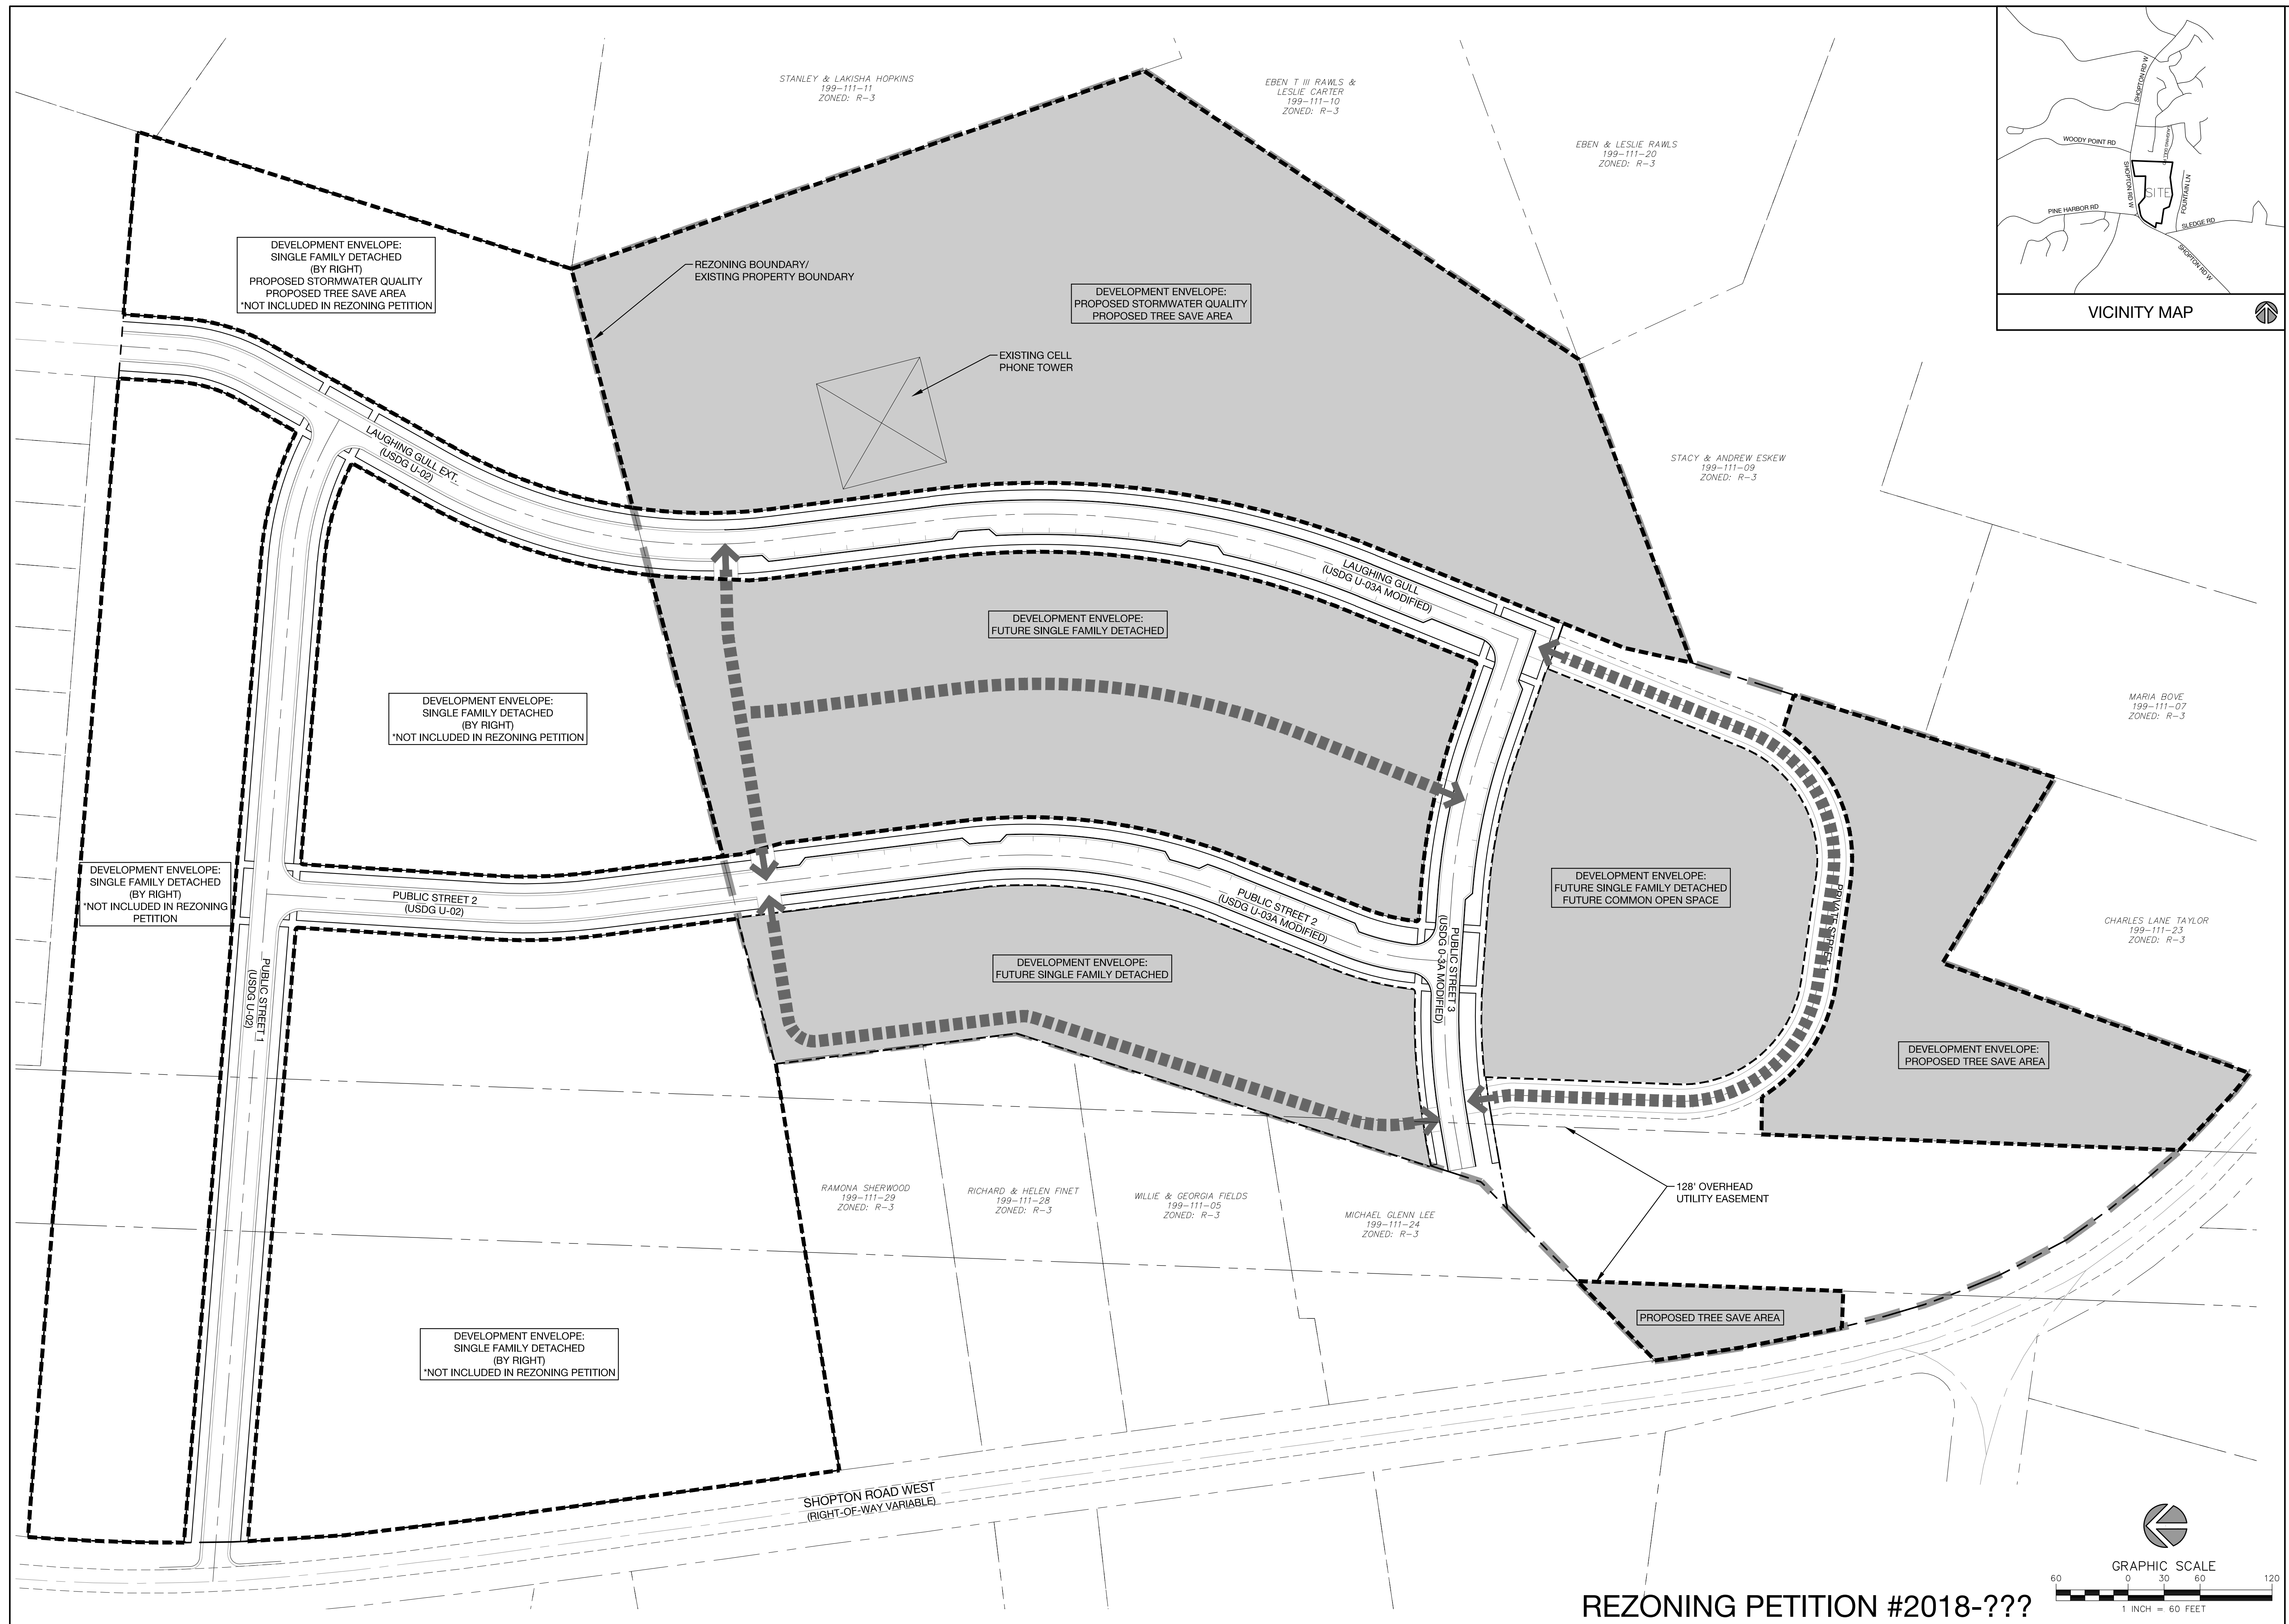 STANLEY & LAKISHA HOPKINS
199-111-11
ZONED: R-3
EBEN T III RAWLS &
LESLIE CARTER
199-111-10
ZONED: R-3
EBEN & LESLIE RAWLS
199-111-20
ZONED: R-3
SHOPTON RD W
WOODY POINT RD
SHOPTON RD W
SITE
FOUNTAIN LN
PINE HARBOR RD
SLEDGE RD
SHOPTON RD W
VICINITY MAP
DEVELOPMENT ENVELOPE:
SINGLE FAMILY DETACHED
(BY RIGHT)
PROPOSED STORMWATER QUALITY
PROPOSED TREE SAVE AREA
*NOT INCLUDED IN REZONING PETITION
REZONING BOUNDARY/
EXISTING PROPERTY BOUNDARY
DEVELOPMENT ENVELOPE:
PROPOSED STORMWATER QUALITY
PROPOSED TREE SAVE AREA
EXISTING CELL
PHONE TOWER
LAUGHING GULL EXT.
(USDG U-02)
STACY & ANDREW ESKEW
199-111-09
ZONED: R-3
LAUGHING GULL
(USDG U-03A MODIFIED)
DEVELOPMENT ENVELOPE:
FUTURE SINGLE FAMILY DETACHED
DEVELOPMENT ENVELOPE:
SINGLE FAMILY DETACHED
(BY RIGHT)
*NOT INCLUDED IN REZONING PETITION
MARIA BOVE
199-111-07
ZONED: R-3
DEVELOPMENT ENVELOPE:
SINGLE FAMILY DETACHED
(BY RIGHT)
*NOT INCLUDED IN REZONING
PETITION
PUBLIC STREET 2
(USDG U-02)
PUBLIC STREET 2
(USDG U-03A MODIFIED)
DEVELOPMENT ENVELOPE:
FUTURE SINGLE FAMILY DETACHED
FUTURE COMMON OPEN SPACE
PRIVATE STREET 1
CHARLES LANE TAYLOR
199-111-23
ZONED: R-3
PUBLIC STREET 1
(USDG U-02)
DEVELOPMENT ENVELOPE:
FUTURE SINGLE FAMILY DETACHED
PUBLIC STREET 3
(USDG 0-3A MODIFIED)
DEVELOPMENT ENVELOPE:
PROPOSED TREE SAVE AREA
RAMONA SHERWOOD
199-111-29
ZONED: R-3
RICHARD & HELEN FINET
199-111-28
ZONED: R-3
WILLIE & GEORGIA FIELDS
199-111-05
ZONED: R-3
MICHAEL GLENN LEE
199-111-24
ZONED: R-3
128' OVERHEAD
UTILITY EASEMENT
PROPOSED TREE SAVE AREA
DEVELOPMENT ENVELOPE:
SINGLE FAMILY DETACHED
(BY RIGHT)
*NOT INCLUDED IN REZONING PETITION
SHOPTON ROAD WEST
(RIGHT-OF-WAY VARIABLE)
GRAPHIC SCALE
60 0 30 60 120
1 INCH = 60 FEET
REZONING PETITION #2018-???